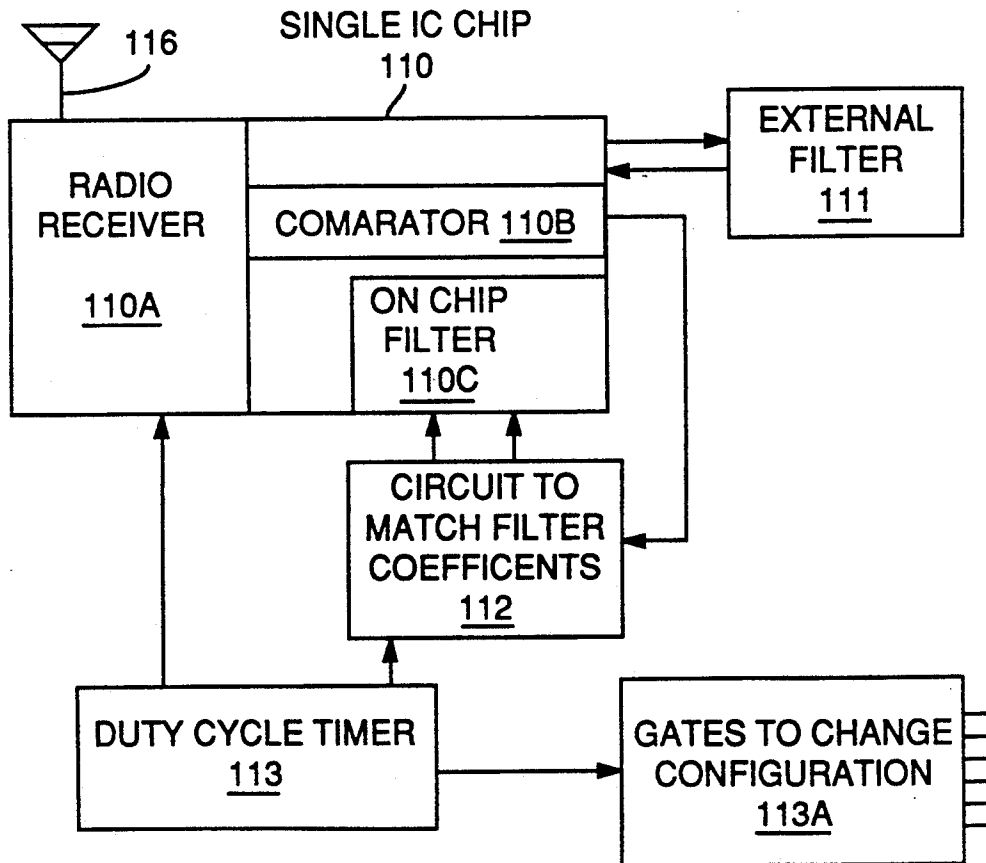 116
SINGLE IC CHIP
110
RADIO
RECEIVER
110A
COMARATOR 110B
ON CHIP
FILTER
110C
EXTERNAL
FILTER
111
CIRCUIT TO
MATCH FILTER
COEFFICENTS
112
DUTY CYCLE TIMER
113
GATES TO CHANGE
CONFIGURATION
113A